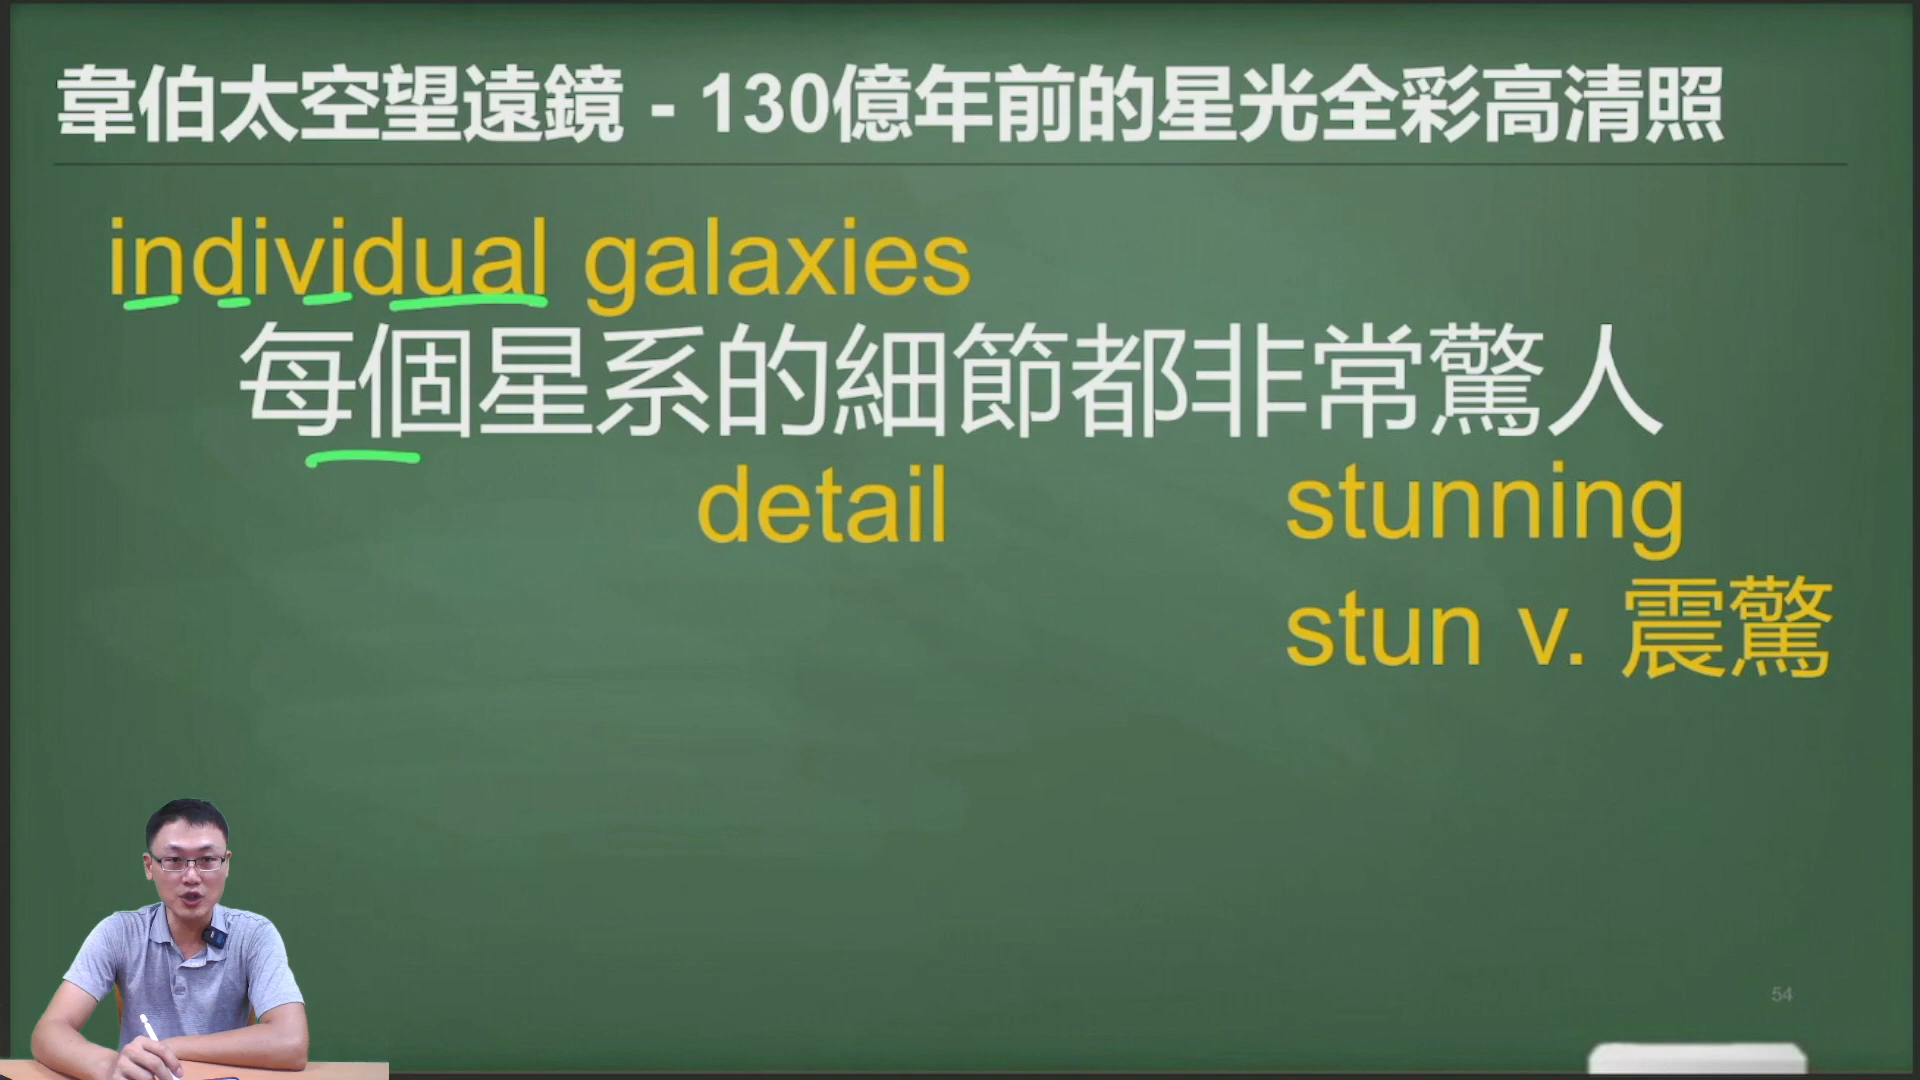 韋伯太空望遠鏡 - 130億年前的星光全彩高清照
individual galaxies
每個星系的細節都非常驚人
detail stunning
stun v. 震驚
54